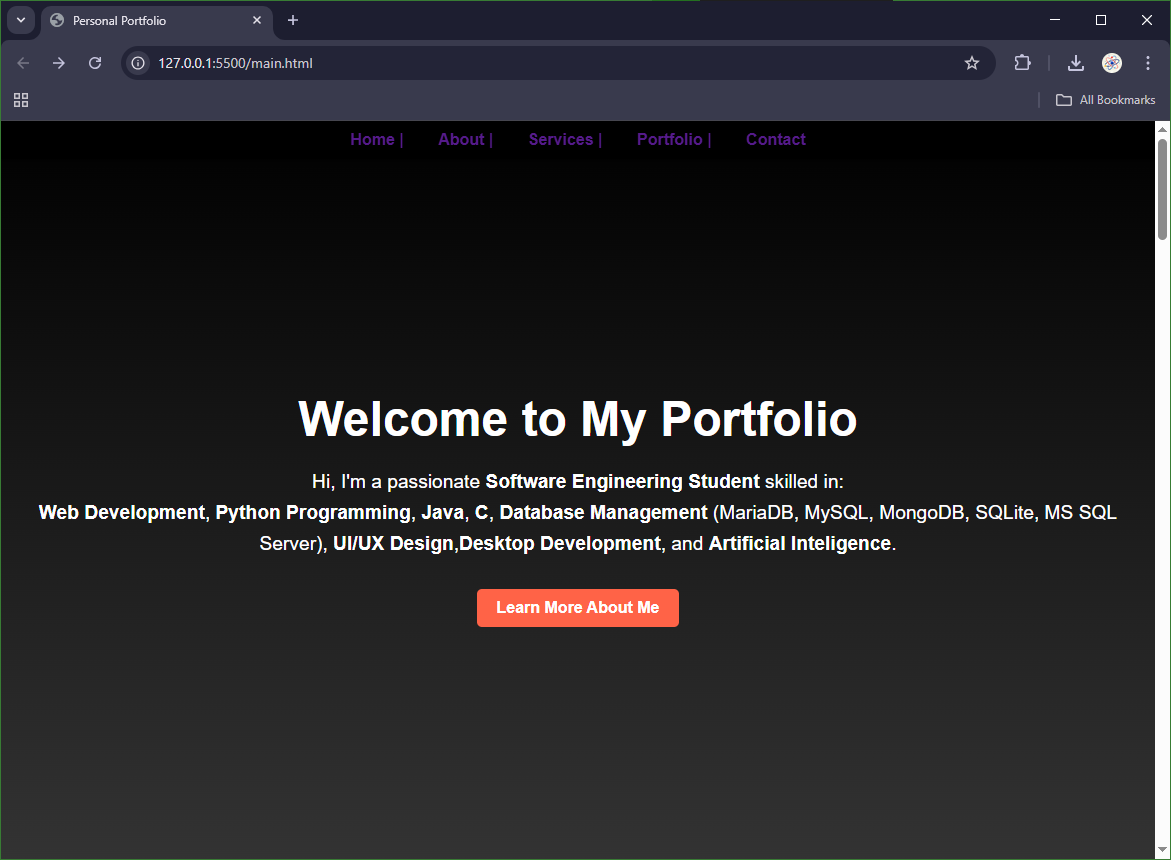 Personal Portfolio
127.0.0.1:5500/main.html
All Bookmarks
Home | About | Services | Portfolio | Contact
Welcome to My Portfolio
Hi, I'm a passionate Software Engineering Student skilled in:
Web Development, Python Programming, Java, C, Database Management (MariaDB, MySQL, MongoDB, SQLite, MS SQL
Server), UI/UX Design,Desktop Development, and Artificial Inteligence.
Learn More About Me